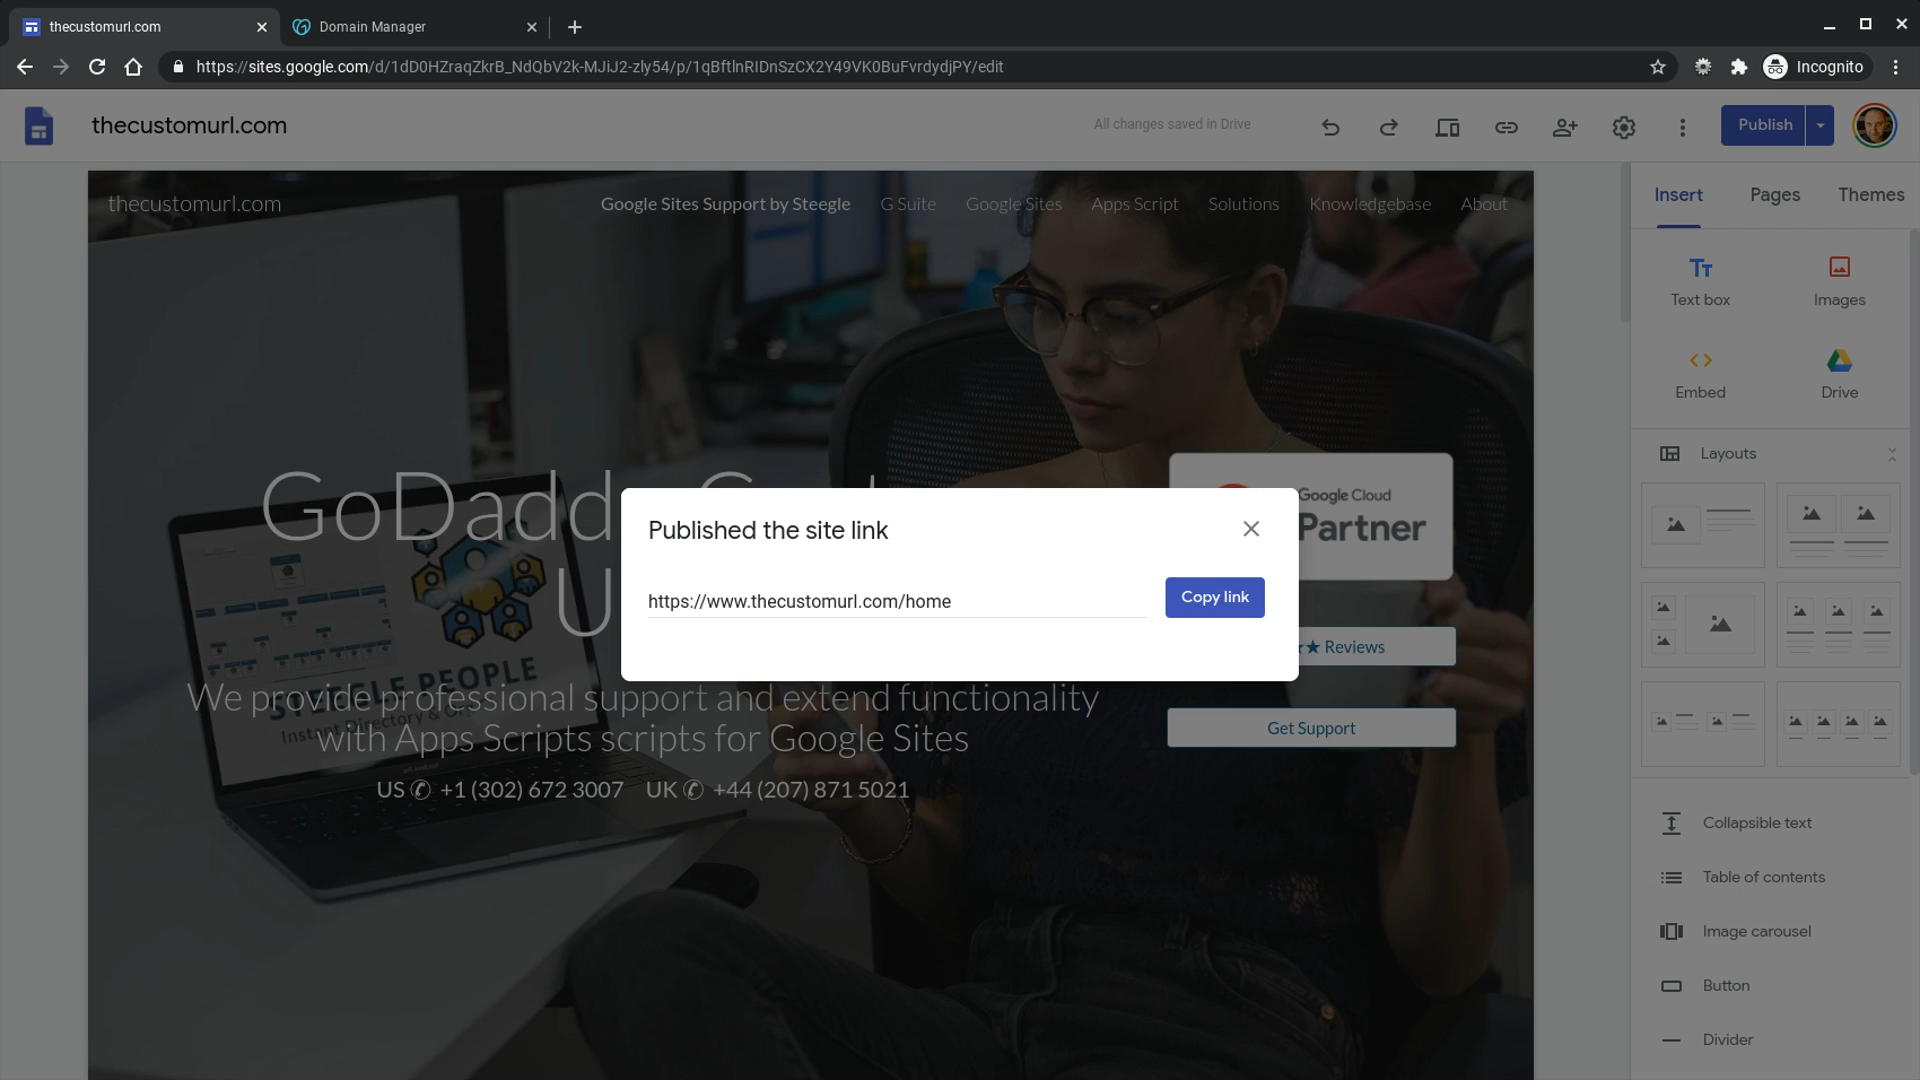 thecustomurl.com
Domain Manager
https://sites.google.com/d/1dD0HZraqZkrB_NdQbV2k-MJiJ2-zly54/p/1qBftlnRIDnSzCX2Y49VK0BuFvrdydjPY/edit
Incognito
thecustomurl.com
All changes saved in Drive
Publish
thecustomurl.com
Google Sites Support by Steegle
G Suite
Google Sites
Apps Script
Solutions
Knowledgebase
About
Insert
Pages
Themes
Text box
Images
Embed
Drive
Layouts
GoDadd
U
Google Cloud
Partner
Published the site link
https://www.thecustomurl.com/home
Copy link
★ Reviews
STEEGLE PEOPLE
Instant Directory &
We provide professional support and extend functionality
with Apps Scripts scripts for Google Sites
US ✆ +1 (302) 672 3007 UK ✆ +44 (207) 871 5021
Get Support
Collapsible text
Table of contents
Image carousel
Button
Divider